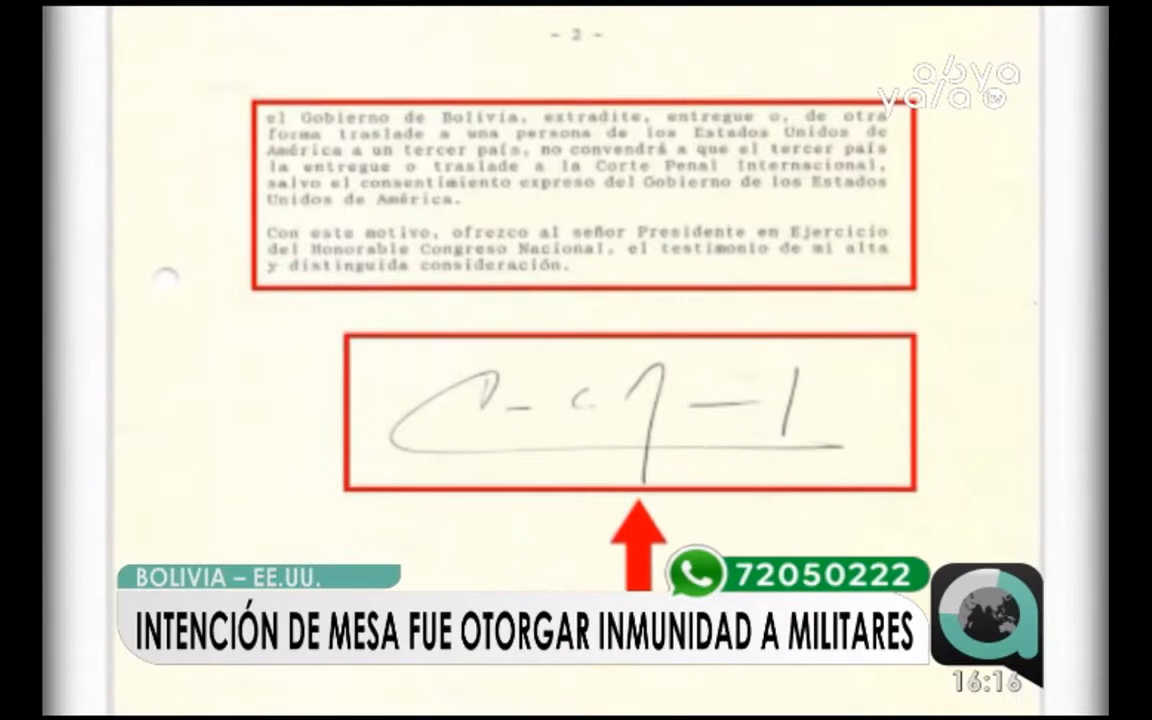 - 2 -
abya
yala tv
el Gobierno de Bolivia, extradite, entregue o, de otra
forma traslade a una persona de los Estados Unidos de
América a un tercer país, no convendrá a que el tercer país
la entregue o traslade a la Corte Penal Internacional,
salvo el consentimiento expreso del Gobierno de los Estados
Unidos de América.
Con este motivo, ofrezco al señor Presidente en Ejercicio
del Honorable Congreso Nacional, el testimonio de mi alta
y distinguida consideración.
BOLIVIA – EE.UU.
72050222
INTENCIÓN DE MESA FUE OTORGAR INMUNIDAD A MILITARES
16:16